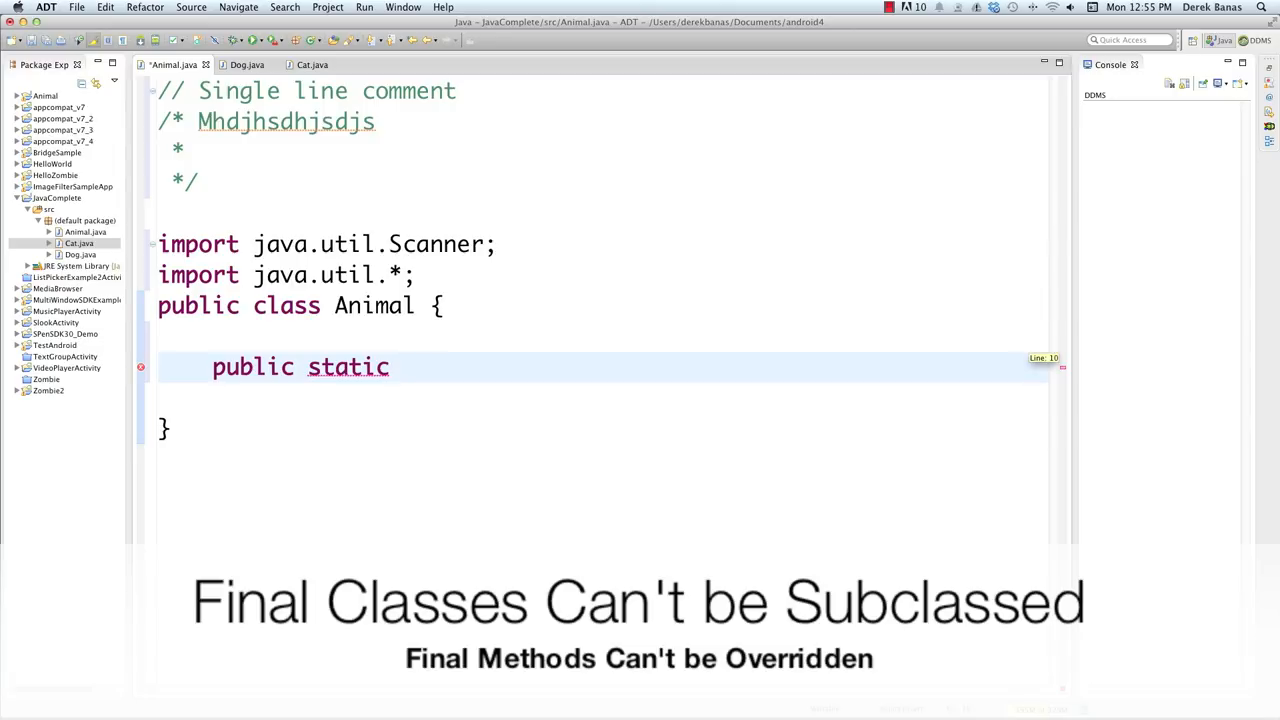 ADT File Edit Refactor Source Navigate Search Project Run Window Help
10 Mon 12:55 PM Derek Banas
Java – JavaComplete/src/Animal.java – ADT – /Users/derekbanas/Documents/android4
Quick Access Java DDMS
Package Exp
*Animal.java Dog.java Cat.java
Console
DDMS
Animal
appcompat_v7
appcompat_v7_2
appcompat_v7_3
appcompat_v7_4
BridgeSample
HelloWorld
HelloZombie
ImageFilterSampleApp
JavaComplete
src
(default package)
Animal.java
Cat.java
Dog.java
JRE System Library [Ja
ListPickerExample2Activi
MediaBrowser
MultiWindowSDKExample
MusicPlayerActivity
SlookActivity
SPenSDK30_Demo
TestAndroid
TextGroupActivity
VideoPlayerActivity
Zombie
Zombie2
// Single line comment
/* Mhdjhsdhjsdjs
*
*/
import java.util.Scanner;
import java.util.*;
public class Animal {
public static
Line: 10
}
Final Classes Can't be Subclassed
Final Methods Can't be Overridden